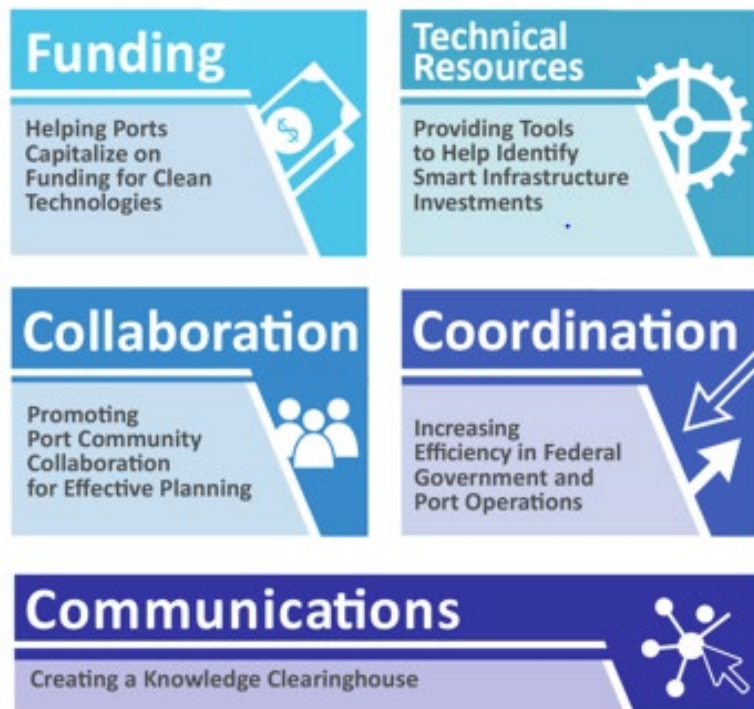 Funding
Helping Ports
Capitalize on
Funding for Clean
Technologies
Technical
Resources
Providing Tools
to Help Identify
Smart Infrastructure
Investments
Collaboration
Promoting
Port Community
Collaboration
for Effective Planning
Coordination
Increasing
Efficiency in Federal
Government and
Port Operations
Communications
Creating a Knowledge Clearinghouse